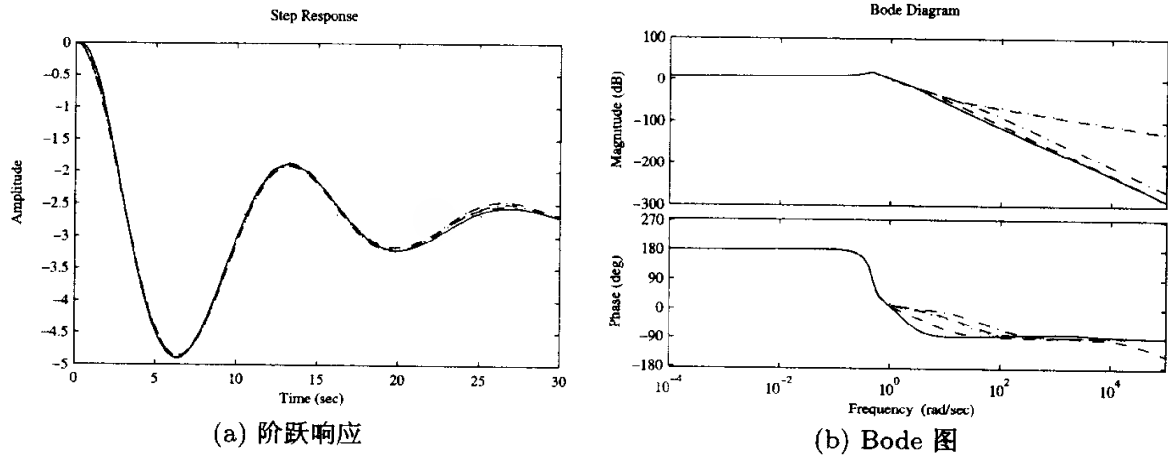 Step Response
0
−0.5
−1
−1.5
−2
−2.5
−3
−3.5
−4
−4.5
−5
Amplitude
0 5 10 15 20 25 30
Time (sec)
(a) 阶跃响应
Bode Diagram
100
0
−100
−200
−300
Magnitude (dB)
270
180
90
0
−90
−180
Phase (deg)
10^−4 10^−2 10^0 10^2 10^4
Frequency (rad/sec)
(b) Bode 图